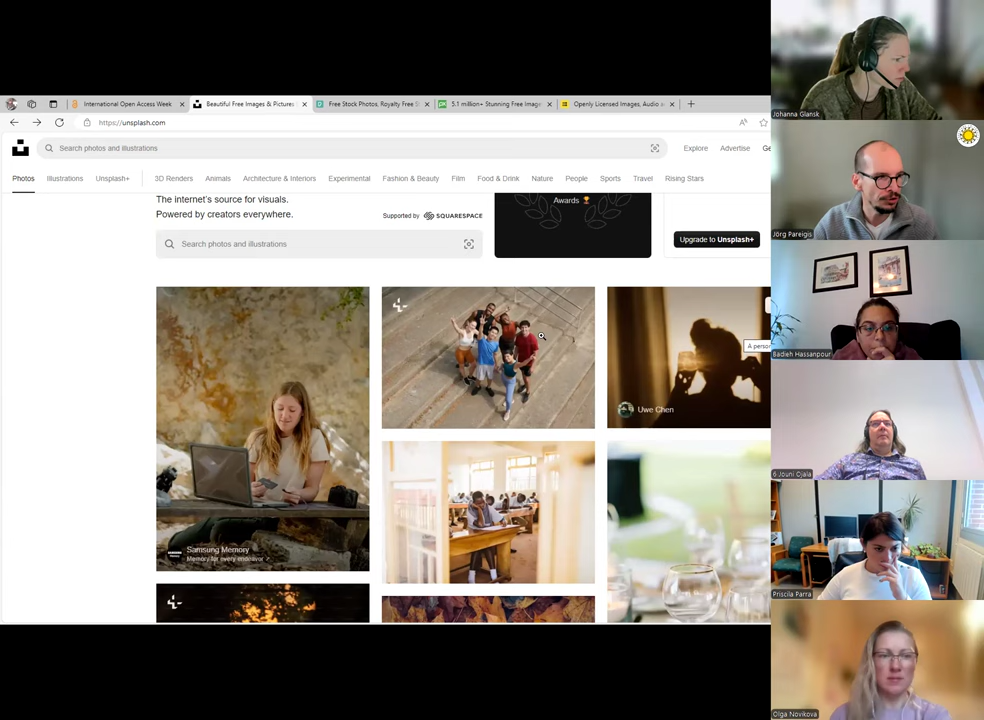 International Open Access Week
Beautiful Free Images & Pictures
Free Stock Photos, Royalty Free S
5.1 million+ Stunning Free Image
Openly Licensed Images, Audio a
https://unsplash.com
Search photos and illustrations
Explore
Advertise
Ge
Photos
Illustrations
Unsplash+
3D Renders
Animals
Architecture & Interiors
Experimental
Fashion & Beauty
Film
Food & Drink
Nature
People
Sports
Travel
Rising Stars
The internet's source for visuals.
Powered by creators everywhere.
Supported by SQUARESPACE
Search photos and illustrations
Awards
Upgrade to Unsplash+
A perso
Uwe Chen
Samsung Memory
Memory for every endeavor
Johanna Glansk
Jörg Pareigis
Badieh Hassanpour
6 Jouni Ojala
Priscila Parra
Olga Novikova